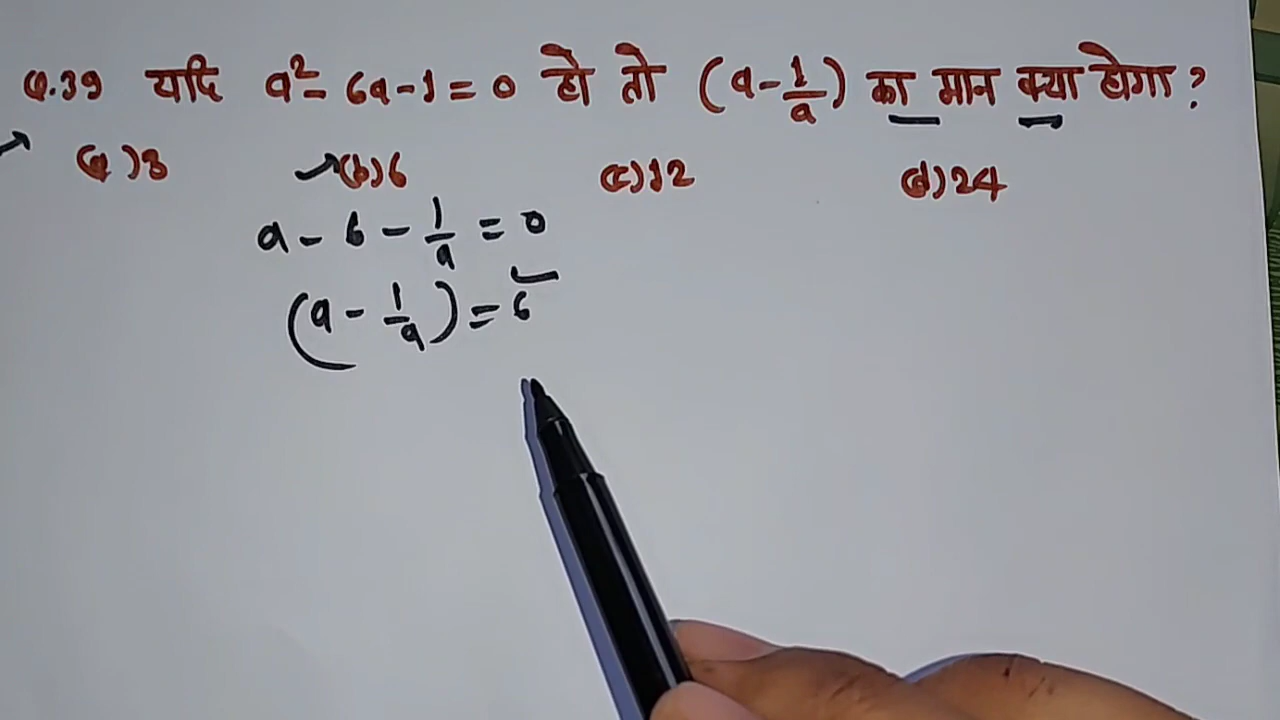 Q.39 यदि a² - 6a - 1 = 0 हो तो (a - 1/a) का मान क्या होगा ?
(a) 3 (b) 6 (c) 12 (d) 24
a - 6 - 1/a = 0
(a - 1/a) = 6